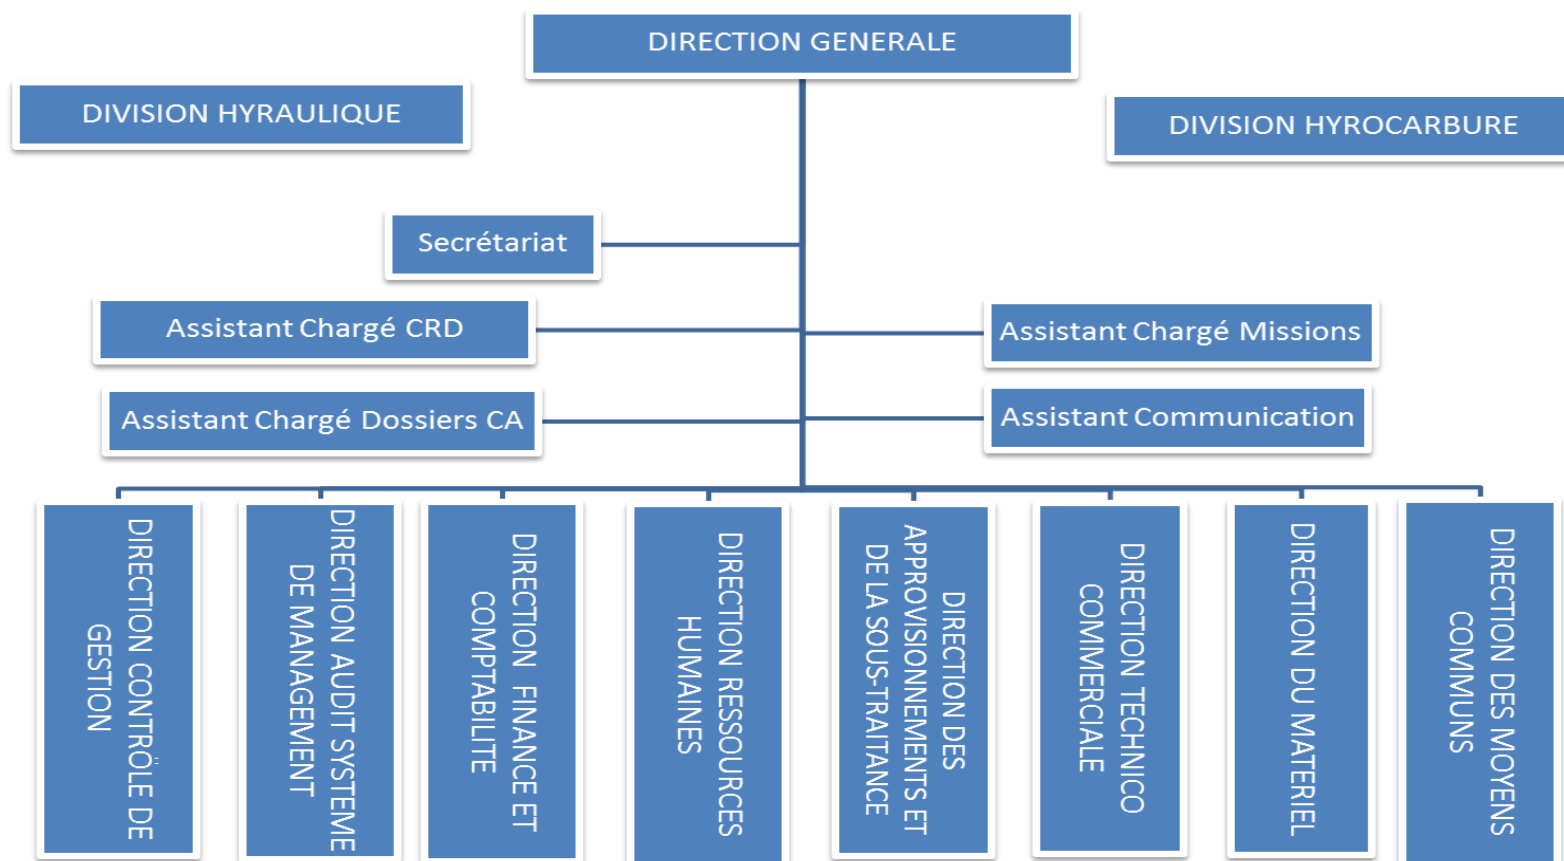 DIRECTION GENERALE
DIVISION HYRAULIQUE
DIVISION HYROCARBURE
Secrétariat
Assistant Chargé CRD
Assistant Chargé Missions
Assistant Chargé Dossiers CA
Assistant Communication
DIRECTION CONTRÖLE DE
GESTION
DIRECTION AUDIT SYSTEME
DE MANAGEMENT
DIRECTION FINANCE ET
COMPTABILITE
DIRECTION RESSOURCES
HUMAINES
DIRECTION DES
APPROVISIONNEMENTS ET
DE LA SOUS-TRAITANCE
DIRECTION TECHNICO
COMMERCIALE
DIRECTION DU MATERIEL
DIRECTION DES MOYENS
COMMUNS